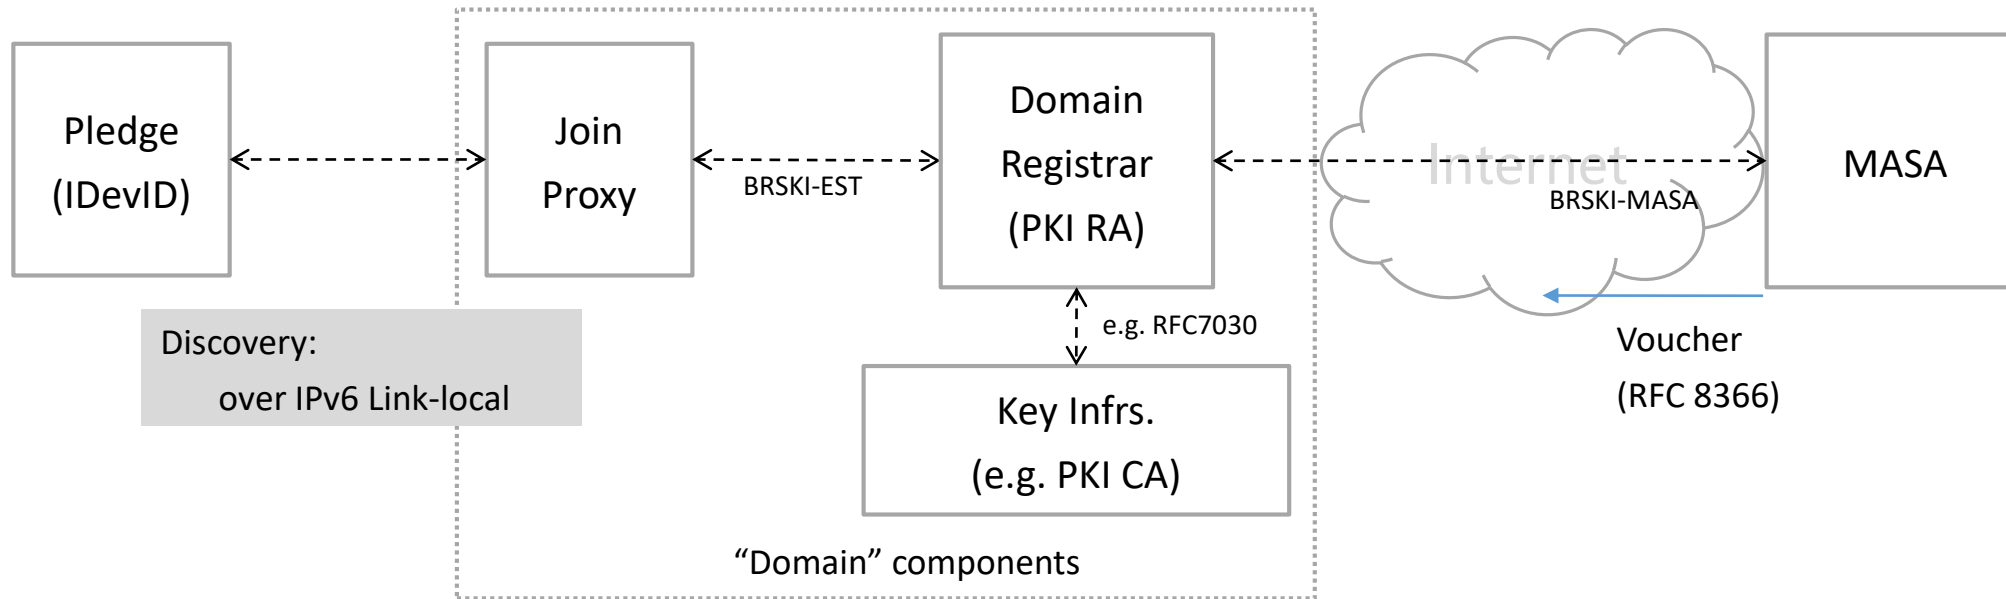 Pledge
(IDevID)
Join
Proxy
BRSKI-EST
Domain
Registrar
(PKI RA)
Internet
BRSKI-MASA
MASA
Discovery:
over IPv6 Link-local
e.g. RFC7030
Key Infrs.
(e.g. PKI CA)
Voucher
(RFC 8366)
“Domain” components